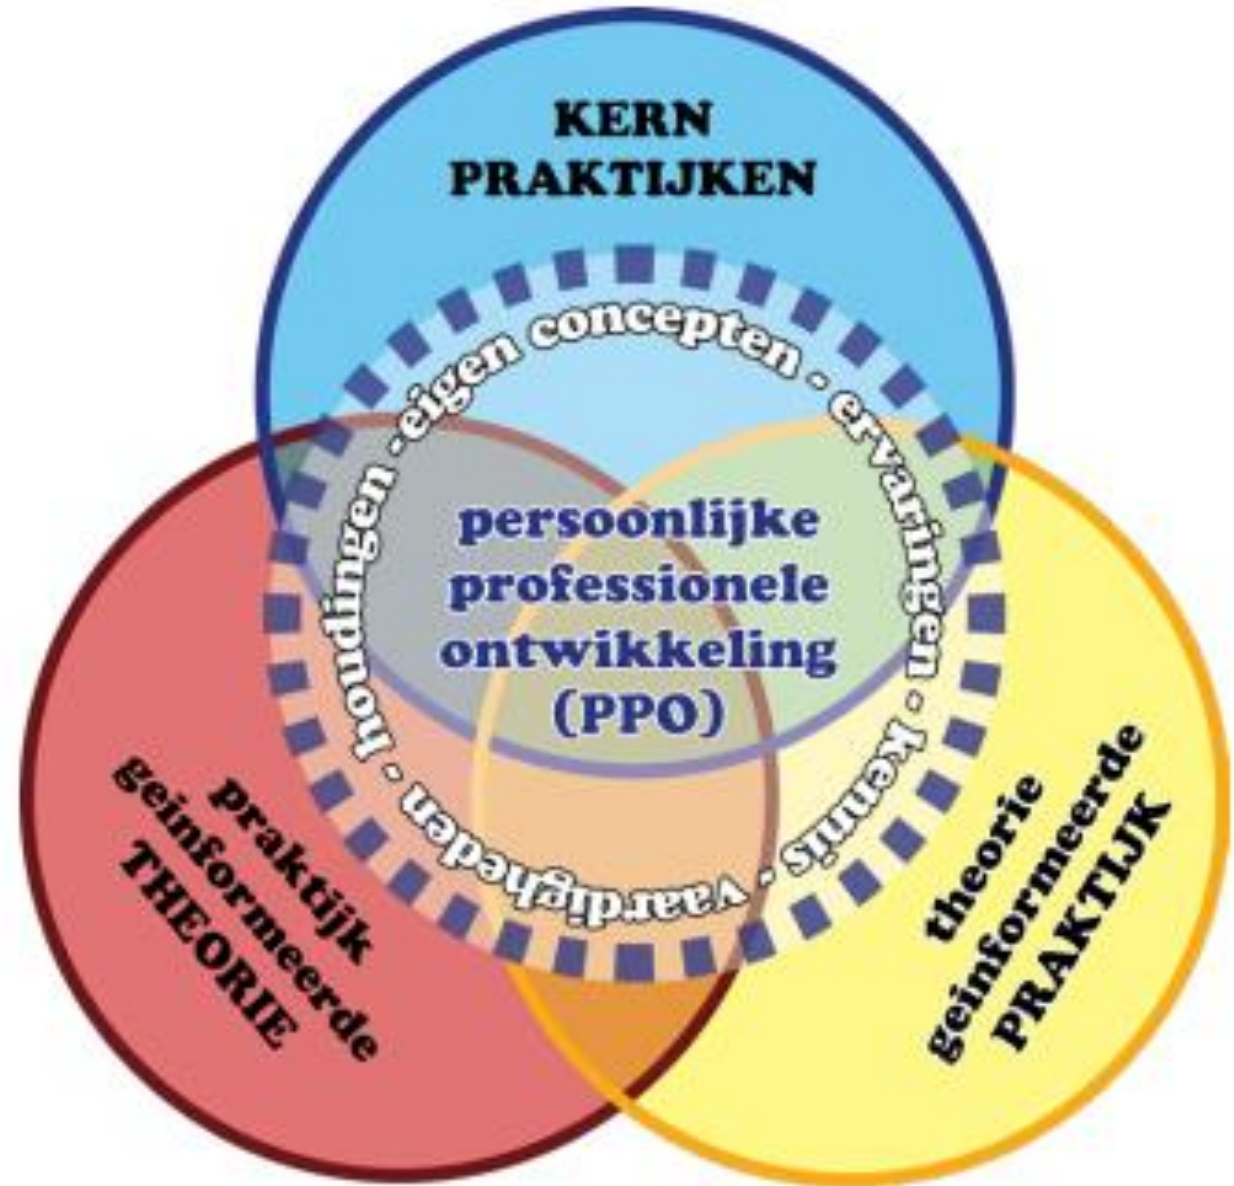 KERN
PRAKTIJKEN
eigen concepten - ervaringen - kennis - vaardigheden - houdingen -
persoonlijke
professionele
ontwikkeling
(PPO)
praktijk
geinformeerde
THEORIE
theorie
geinformeerde
PRAKTIJK